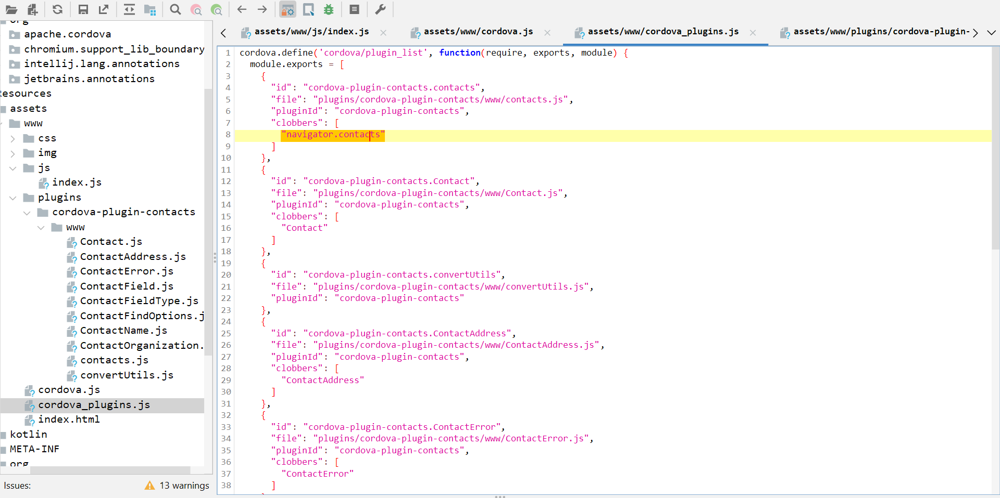 org
apache.cordova
chromium.support_lib_boundary
intellij.lang.annotations
jetbrains.annotations
esources
assets
www
css
img
js
index.js
plugins
cordova-plugin-contacts
www
Contact.js
ContactAddress.js
ContactError.js
ContactField.js
ContactFieldType.js
ContactFindOptions.j
ContactName.js
ContactOrganization.
contacts.js
convertUtils.js
cordova.js
cordova_plugins.js
index.html
kotlin
META-INF
org
Issues:
13 warnings
assets/www/js/index.js
assets/www/cordova.js
assets/www/cordova_plugins.js
assets/www/plugins/cordova-plugin-
1 cordova.define('cordova/plugin_list', function(require, exports, module) {
2   module.exports = [
3     {
4       "id": "cordova-plugin-contacts.contacts",
5       "file": "plugins/cordova-plugin-contacts/www/contacts.js",
6       "pluginId": "cordova-plugin-contacts",
7       "clobbers": [
8         "navigator.contacts"
9       ]
10     },
11     {
12       "id": "cordova-plugin-contacts.Contact",
13       "file": "plugins/cordova-plugin-contacts/www/Contact.js",
14       "pluginId": "cordova-plugin-contacts",
15       "clobbers": [
16         "Contact"
17       ]
18     },
19     {
20       "id": "cordova-plugin-contacts.convertUtils",
21       "file": "plugins/cordova-plugin-contacts/www/convertUtils.js",
22       "pluginId": "cordova-plugin-contacts"
23     },
24     {
25       "id": "cordova-plugin-contacts.ContactAddress",
26       "file": "plugins/cordova-plugin-contacts/www/ContactAddress.js",
27       "pluginId": "cordova-plugin-contacts",
28       "clobbers": [
29         "ContactAddress"
30       ]
31     },
32     {
33       "id": "cordova-plugin-contacts.ContactError",
34       "file": "plugins/cordova-plugin-contacts/www/ContactError.js",
35       "pluginId": "cordova-plugin-contacts",
36       "clobbers": [
37         "ContactError"
38       ]